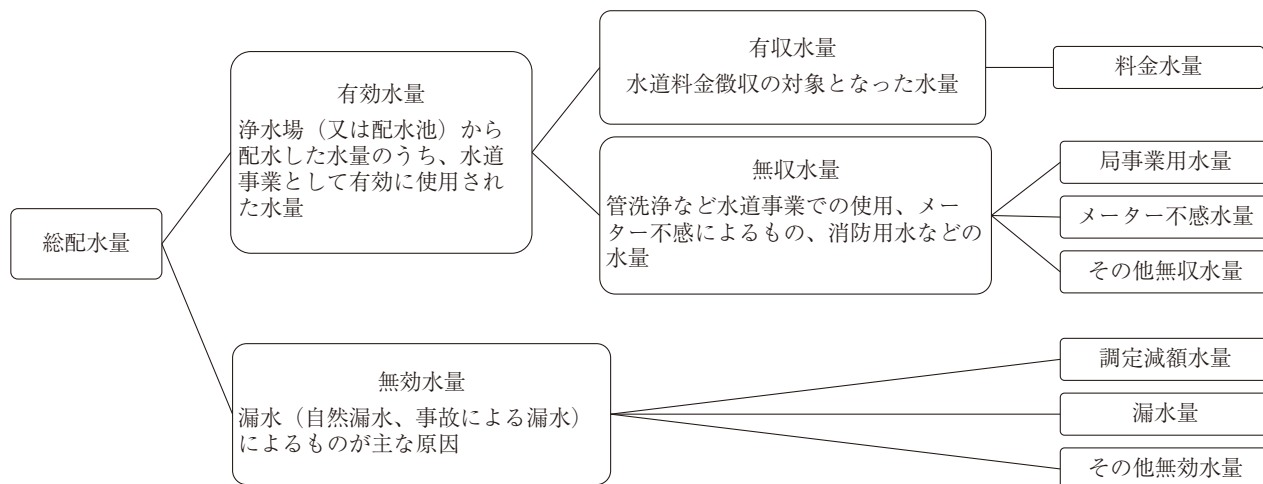 総配水量
有効水量
浄水場（又は配水池）から
配水した水量のうち、水道
事業として有効に使用され
た水量
有収水量
水道料金徴収の対象となった水量
料金水量
無収水量
管洗浄など水道事業での使用、メー
ター不感によるもの、消防用水などの
水量
局事業用水量
メーター不感水量
その他無収水量
無効水量
漏水（自然漏水、事故による漏水）
によるものが主な原因
調定減額水量
漏水量
その他無効水量